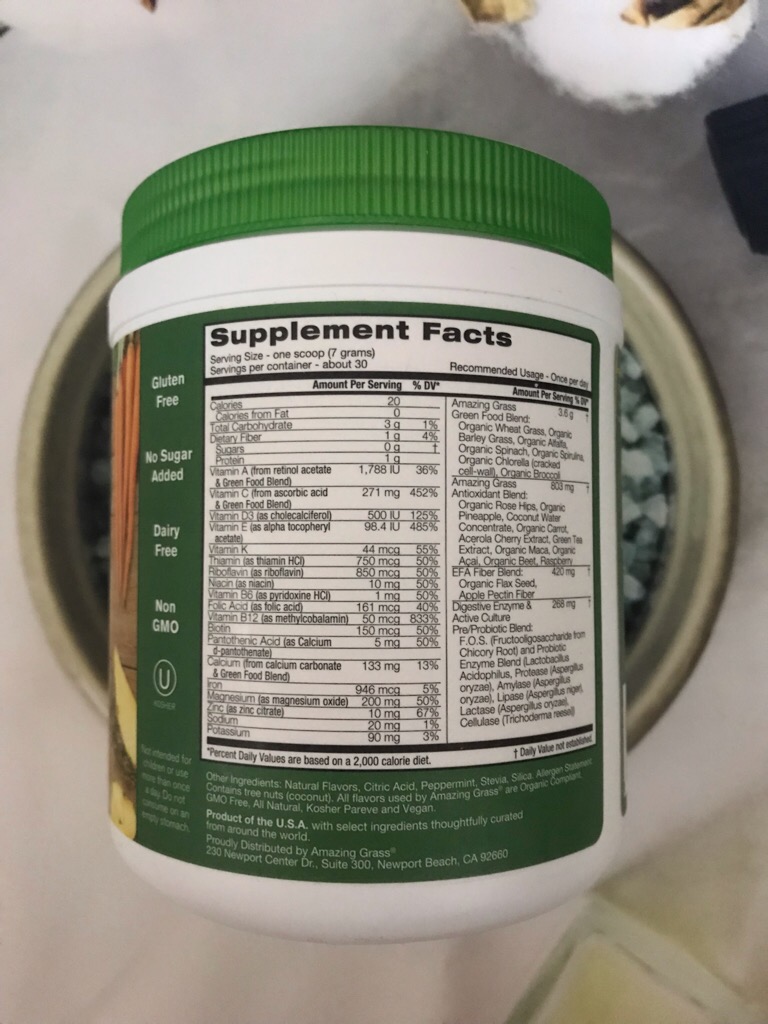 Gluten
Free
No Sugar
Added
Dairy
Free
Non
GMO
U
KOSHER
Not intended for
children or use
more than once
a day. Do not
consume on an
empty stomach.
Supplement Facts
Serving Size - one scoop (7 grams)
Servings per container - about 30
Recommended Usage - Once per day
Amount Per Serving % DV*
Calories 20
Calories from Fat 0
Total Carbohydrate 3 g 1%
Dietary Fiber 1 g 4%
Sugars 0 g †
Protein 1 g
Vitamin A (from retinol acetate 1,788 IU 36%
& Green Food Blend)
Vitamin C (from ascorbic acid 271 mg 452%
& Green Food Blend)
Vitamin D3 (as cholecalciferol) 500 IU 125%
Vitamin E (as alpha tocopheryl 98.4 IU 485%
acetate)
Vitamin K 44 mcg 55%
Thiamin (as thiamin HCl) 750 mcg 50%
Riboflavin (as riboflavin) 850 mcg 50%
Niacin (as niacin) 10 mg 50%
Vitamin B6 (as pyridoxine HCl) 1 mg 50%
Folic Acid (as folic acid) 161 mcg 40%
Vitamin B12 (as methylcobalamin) 50 mcg 833%
Biotin 150 mcg 50%
Pantothenic Acid (as Calcium 5 mg 50%
d-pantothenate)
Calcium (from calcium carbonate 133 mg 13%
& Green Food Blend)
Iron 946 mcg 5%
Magnesium (as magnesium oxide) 200 mg 50%
Zinc (as zinc citrate) 10 mg 67%
Sodium 20 mg 1%
Potassium 90 mg 3%
Amount Per Serving % DV*
Amazing Grass 3.6 g †
Green Food Blend:
Organic Wheat Grass, Organic
Barley Grass, Organic Alfalfa,
Organic Spinach, Organic Spirulina,
Organic Chlorella (cracked
cell-wall), Organic Broccoli
Amazing Grass 803 mg †
Antioxidant Blend:
Organic Rose Hips, Organic
Pineapple, Coconut Water
Concentrate, Organic Carrot,
Acerola Cherry Extract, Green Tea
Extract, Organic Maca, Organic
Acai, Organic Beet, Raspberry
EFA Fiber Blend: 420 mg †
Organic Flax Seed,
Apple Pectin Fiber
Digestive Enzyme & 268 mg †
Active Culture
Pre/Probiotic Blend:
F.O.S. (Fructooligosaccharide from
Chicory Root) and Probiotic
Enzyme Blend (Lactobacillus
Acidophilus, Protease (Aspergillus
oryzae), Amylase (Aspergillus
oryzae), Lipase (Aspergillus niger),
Lactase (Aspergillus oryzae),
Cellulase (Trichoderma reesei)
*Percent Daily Values are based on a 2,000 calorie diet.
† Daily Value not established.
Other Ingredients: Natural Flavors, Citric Acid, Peppermint, Stevia, Silica. Allergen Statement:
Contains tree nuts (coconut). All flavors used by Amazing Grass® are Organic Compliant,
GMO Free, All Natural, Kosher Pareve and Vegan.
Product of the U.S.A. with select ingredients thoughtfully curated
from around the world.
Proudly Distributed by Amazing Grass®
230 Newport Center Dr., Suite 300, Newport Beach, CA 92660